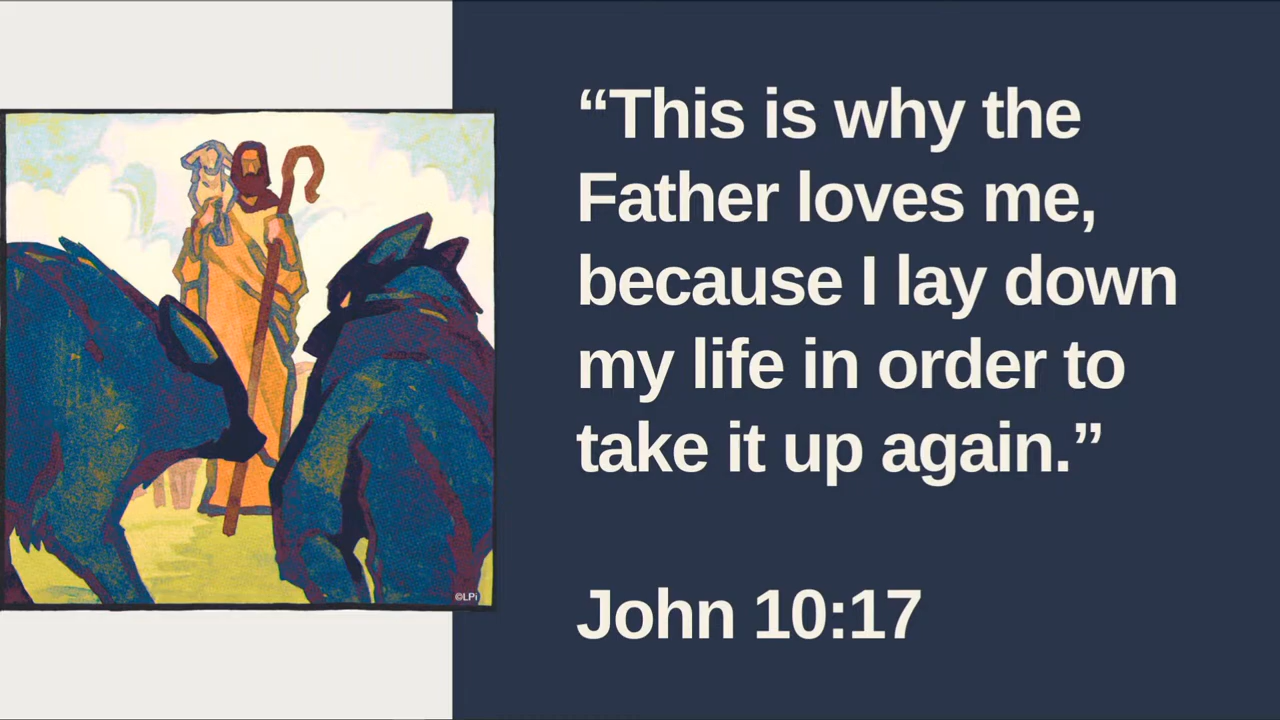 “This is why the
Father loves me,
because I lay down
my life in order to
take it up again.”
John 10:17
©LPi